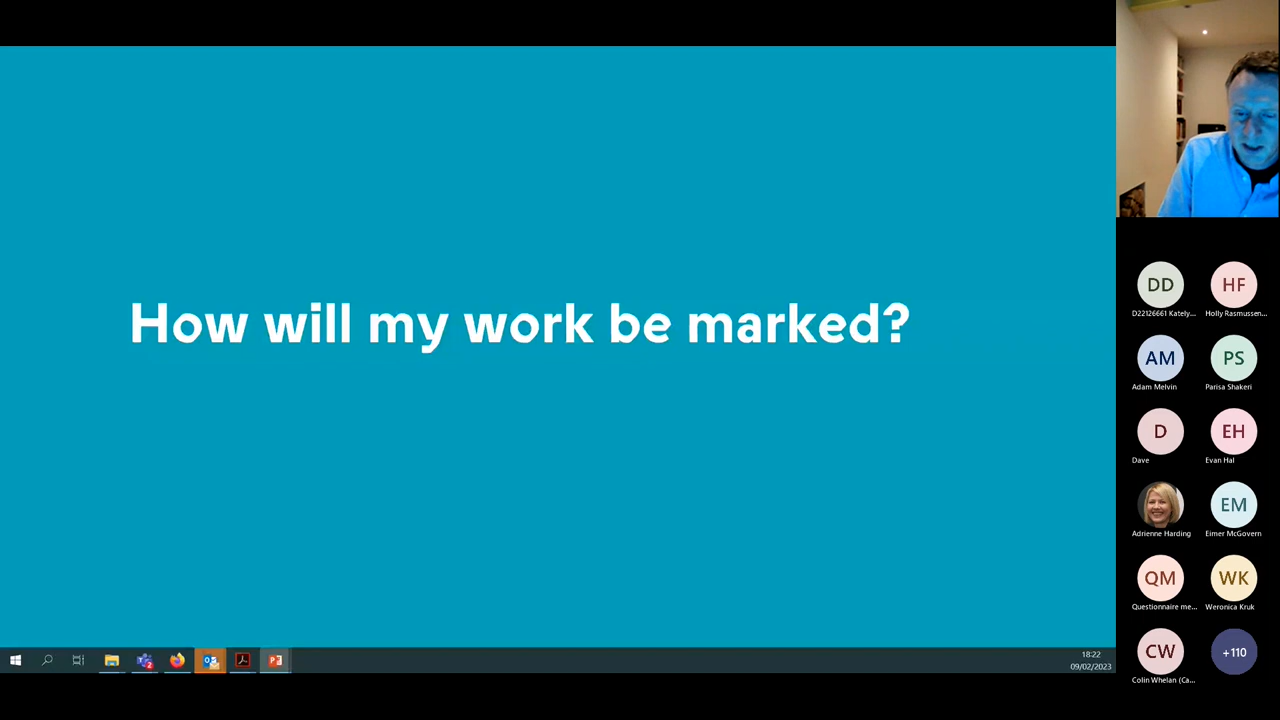 How will my work be marked?
18:22
09/02/2023
DD
HF
D22126661 Kately...
Holly Rasmussen...
AM
PS
Adam Melvin
Parisa Shakeri
D
EH
Dave
Evan Hal
EM
Adrienne Harding
Eimer McGovern
QM
WK
Questionnaire me...
Weronica Kruk
CW
+110
Colin Whelan (Ca...